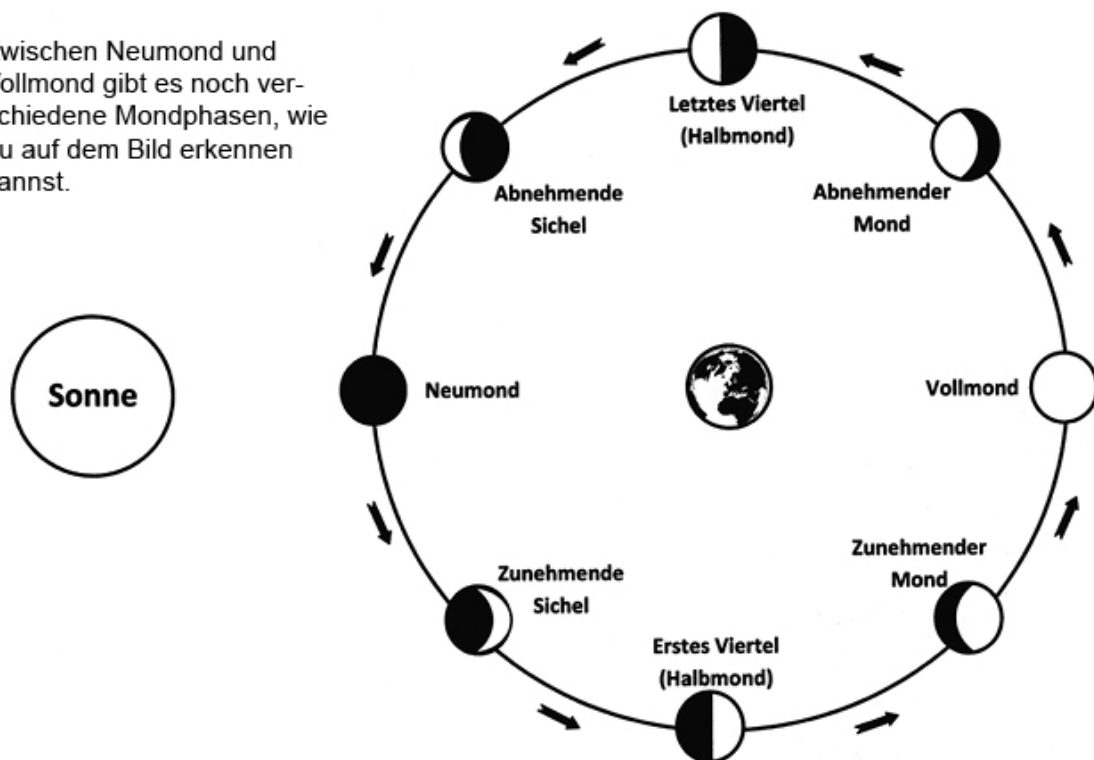 wischen Neumond und
ollmond gibt es noch ver-
chiedene Mondphasen, wie
u auf dem Bild erkennen
annst.
Letztes Viertel
(Halbmond)
Abnehmende
Sichel
Abnehmender
Mond
Sonne
Neumond
Vollmond
Zunehmende
Sichel
Zunehmender
Mond
Erstes Viertel
(Halbmond)